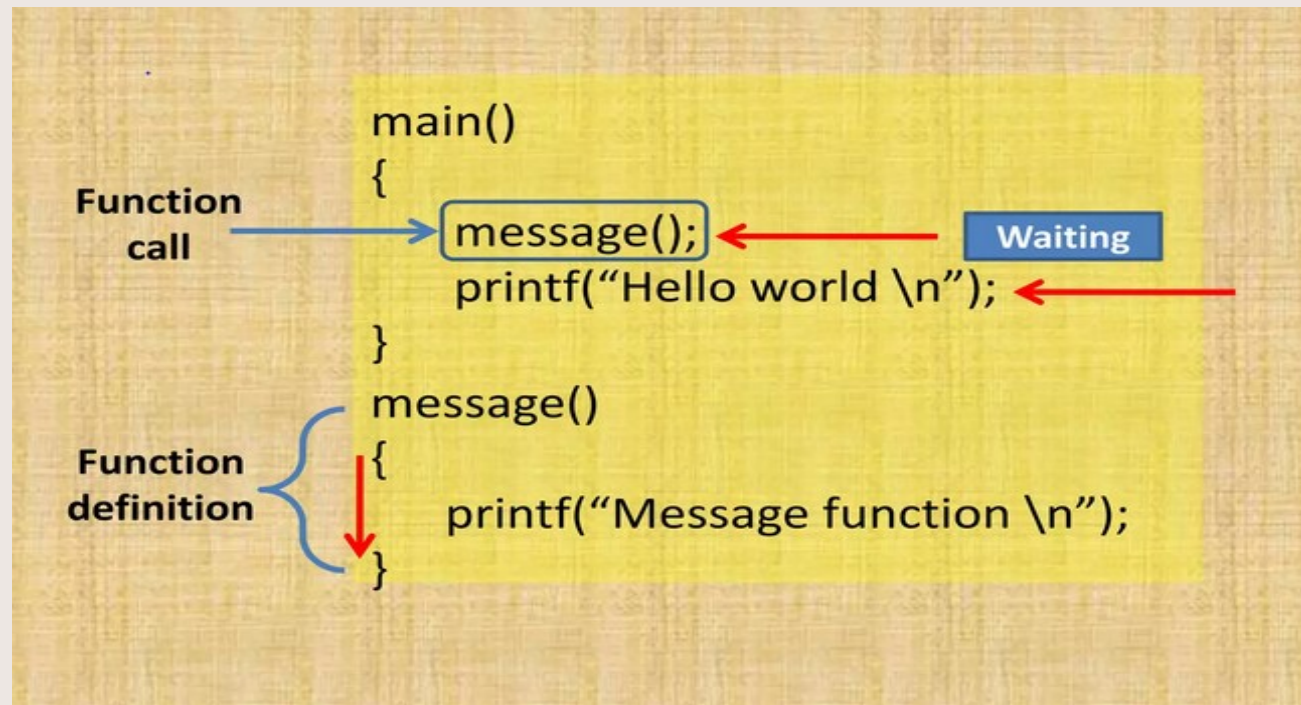 main()
{
Function
call
message();
Waiting
printf(“Hello world \n”);
}
message()
Function
definition
{
printf(“Message function \n”);
}